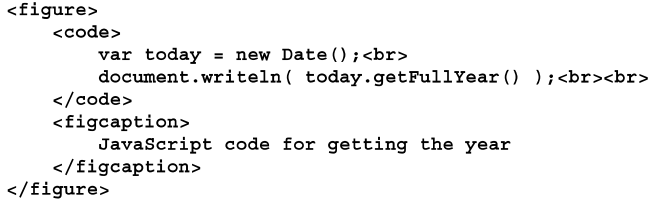 <figure>
    <code>
        var today = new Date();<br>
        document.writeln( today.getFullYear() );<br><br>
    </code>
    <figcaption>
        JavaScript code for getting the year
    </figcaption>
</figure>